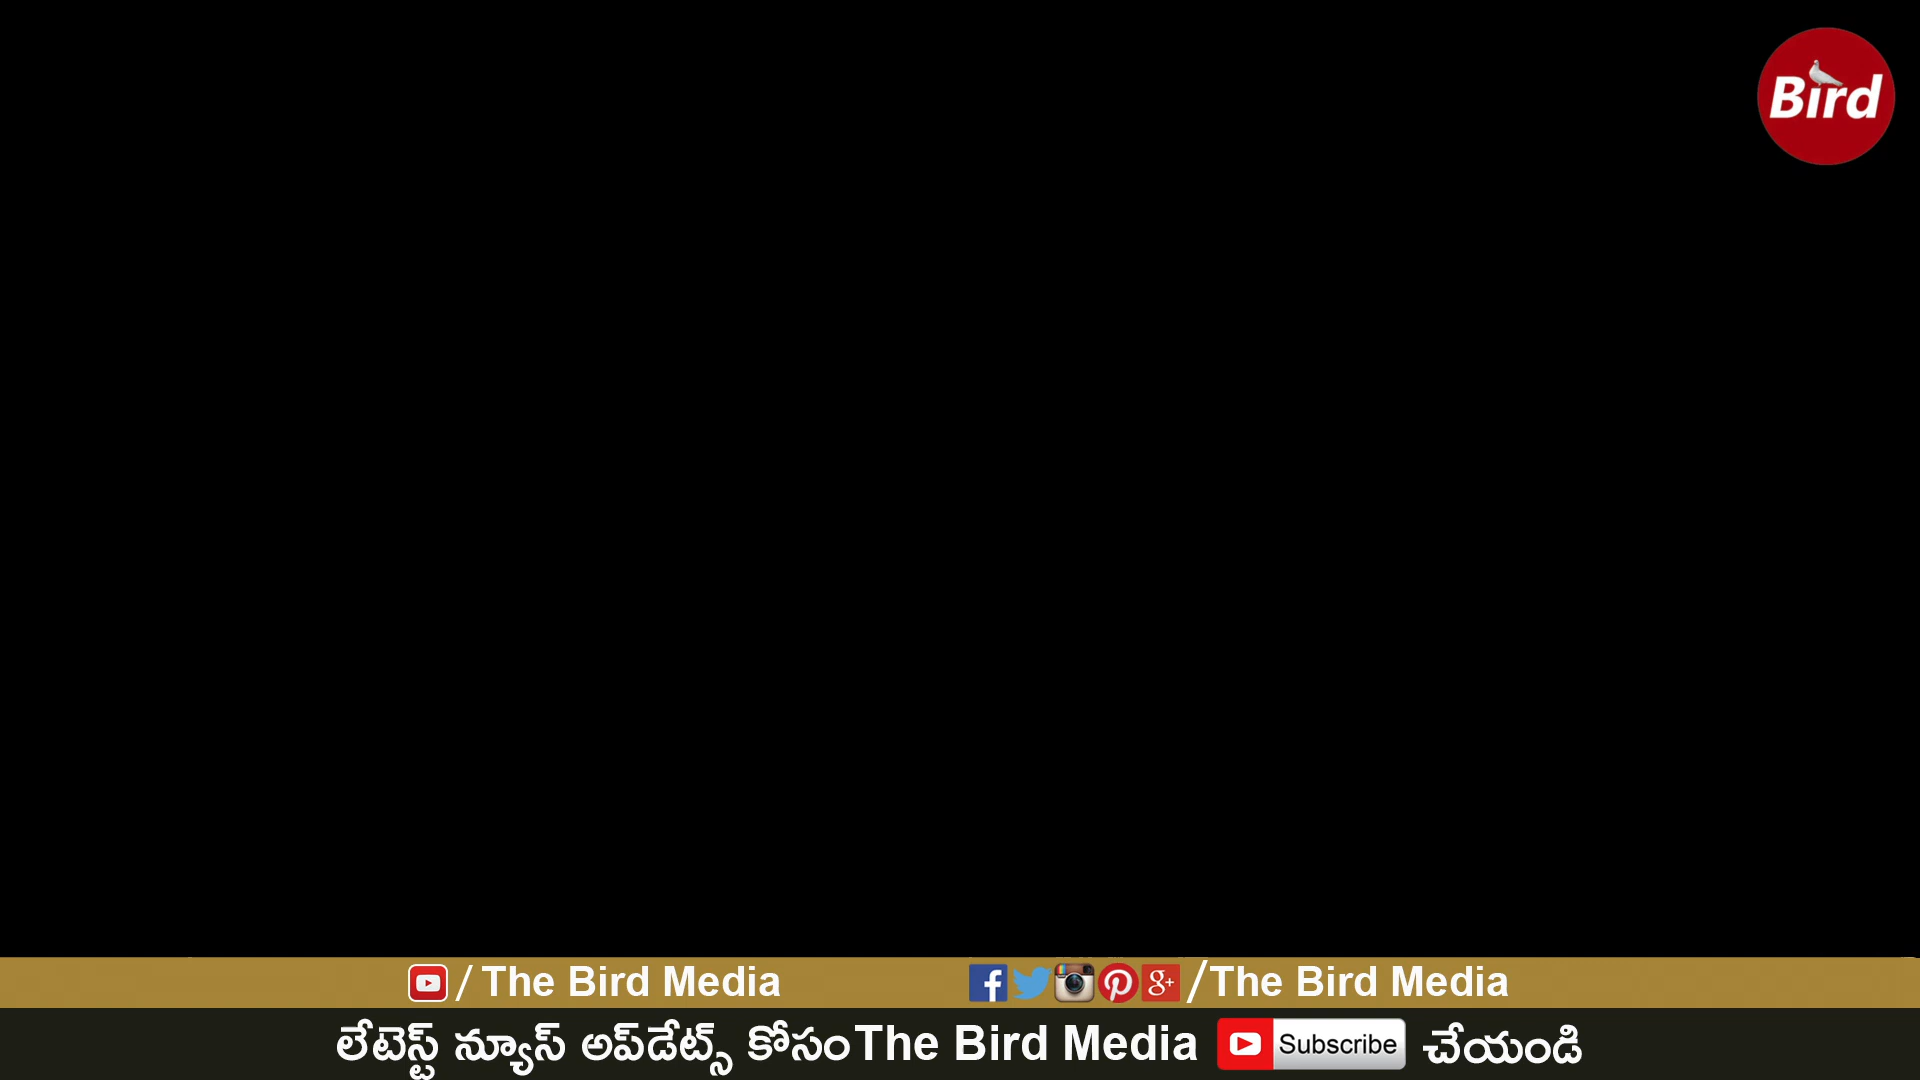 Bird
/ The Bird Media
/The Bird Media
లేటెస్ట్ న్యూస్ అప్‌డేట్స్ కోసంThe Bird Media Subscribe చేయండి